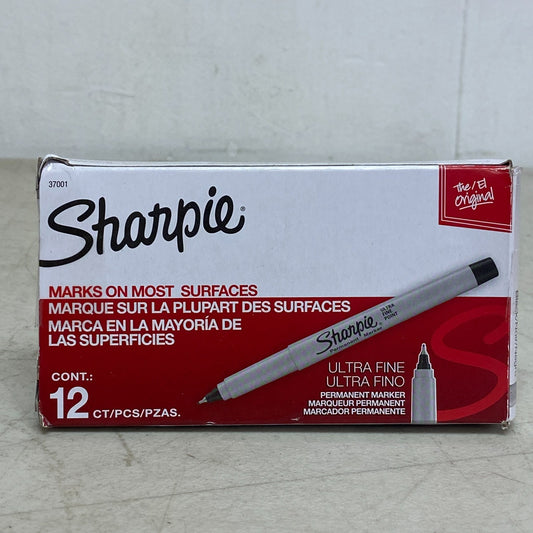 37001
Sharpie®
The/El
Original
MARKS ON MOST SURFACES
MARQUE SUR LA PLUPART DES SURFACES
MARCA EN LA MAYORÍA DE
LAS SUPERFICIES
Sharpie
Permanent Marker
ULTRA
FINE
POINT
ULTRA FINE
ULTRA FINO
PERMANENT MARKER
MARQUEUR PERMANENT
MARCADOR PERMANENTE
CONT.:
12 CT/PCS/PZAS.